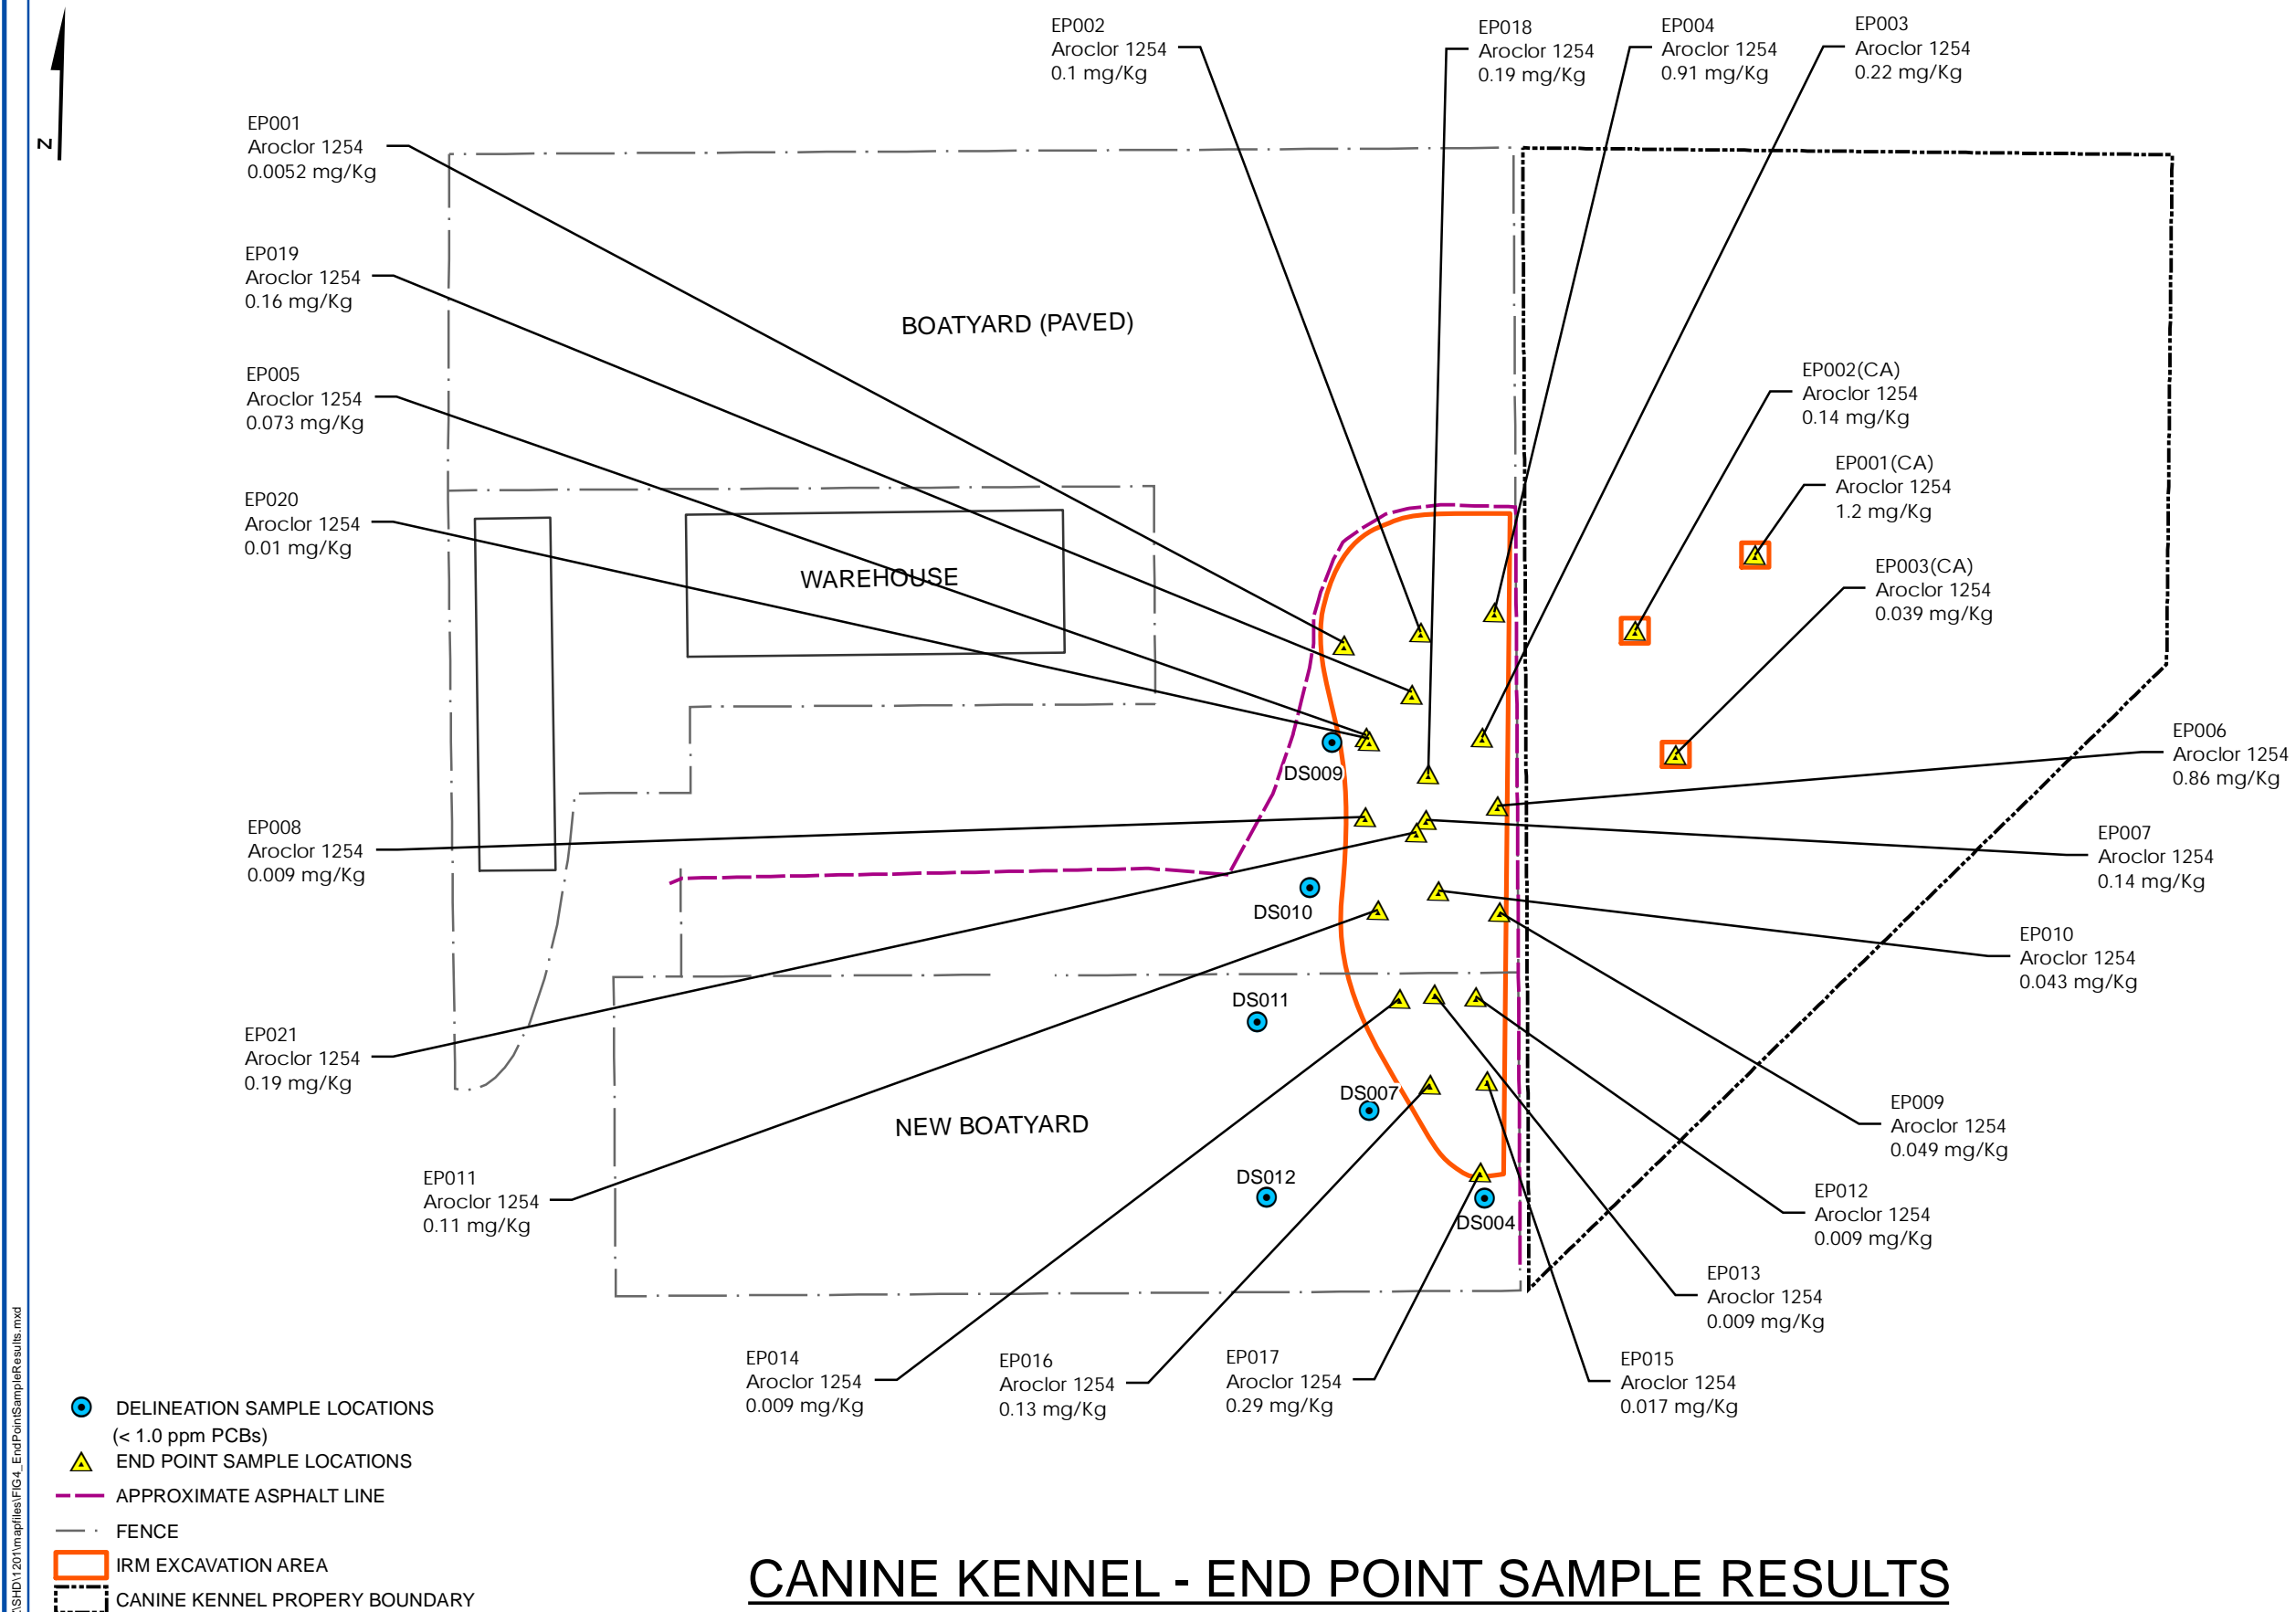 EP002
Aroclor 1254
0.1 mg/Kg
EP018
Aroclor 1254
0.19 mg/Kg
EP004
Aroclor 1254
0.91 mg/Kg
EP003
Aroclor 1254
0.22 mg/Kg
N
EP001
Aroclor 1254
0.0052 mg/Kg
EP019
Aroclor 1254
0.16 mg/Kg
BOATYARD (PAVED)
EP005
Aroclor 1254
0.073 mg/Kg
EP002(CA)
Aroclor 1254
0.14 mg/Kg
EP001(CA)
Aroclor 1254
1.2 mg/Kg
EP020
Aroclor 1254
0.01 mg/Kg
WAREHOUSE
EP003(CA)
Aroclor 1254
0.039 mg/Kg
EP006
Aroclor 1254
0.86 mg/Kg
DS009
EP008
Aroclor 1254
0.009 mg/Kg
EP007
Aroclor 1254
0.14 mg/Kg
DS010
EP010
Aroclor 1254
0.043 mg/Kg
DS011
EP021
Aroclor 1254
0.19 mg/Kg
DS007
NEW BOATYARD
EP009
Aroclor 1254
0.049 mg/Kg
EP011
Aroclor 1254
0.11 mg/Kg
DS012
DS004
EP012
Aroclor 1254
0.009 mg/Kg
EP013
Aroclor 1254
0.009 mg/Kg
EP014
Aroclor 1254
0.009 mg/Kg
EP016
Aroclor 1254
0.13 mg/Kg
EP017
Aroclor 1254
0.29 mg/Kg
EP015
Aroclor 1254
0.017 mg/Kg
DELINEATION SAMPLE LOCATIONS
(< 1.0 ppm PCBs)
END POINT SAMPLE LOCATIONS
APPROXIMATE ASPHALT LINE
FENCE
IRM EXCAVATION AREA
CANINE KENNEL PROPERY BOUNDARY
CANINE KENNEL - END POINT SAMPLE RESULTS
\SHD\1201\mapfiles\FIG4_EndPointSampleResults.mxd